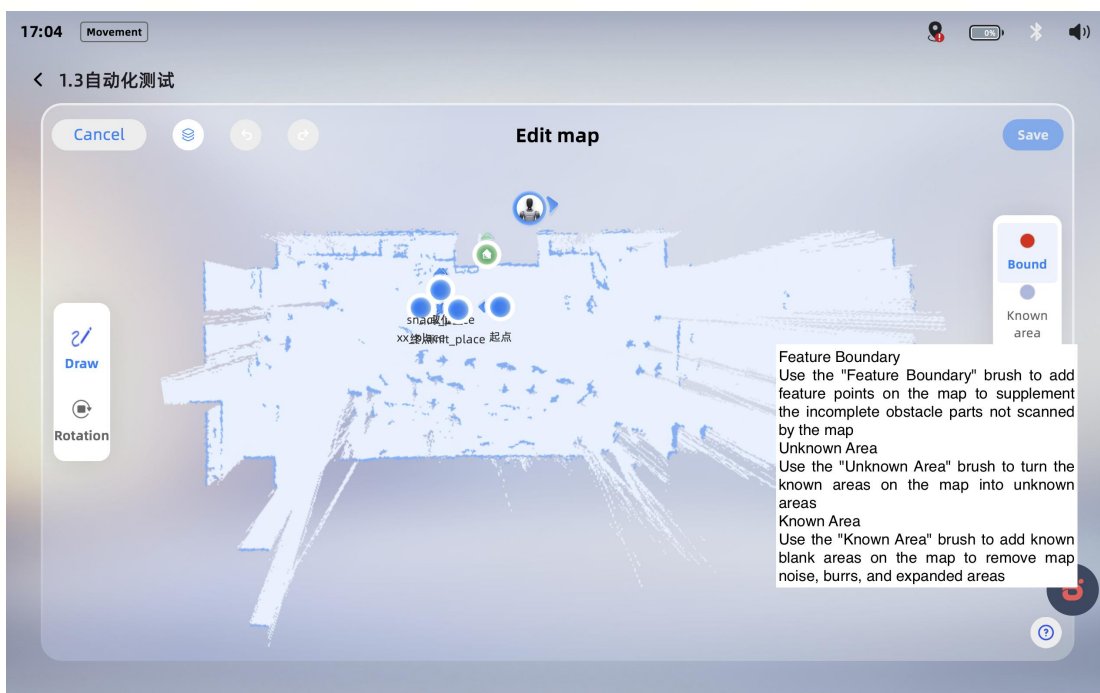 17:04
Movement
0%
1.3自动化测试
Cancel
Edit map
Save
Bound
Known
area
Draw
Rotation
起点
Feature Boundary
Use the "Feature Boundary" brush to add
feature points on the map to supplement
the incomplete obstacle parts not scanned
by the map
Unknown Area
Use the "Unknown Area" brush to turn the
known areas on the map into unknown
areas
Known Area
Use the "Known Area" brush to add known
blank areas on the map to remove map
noise, burrs, and expanded areas